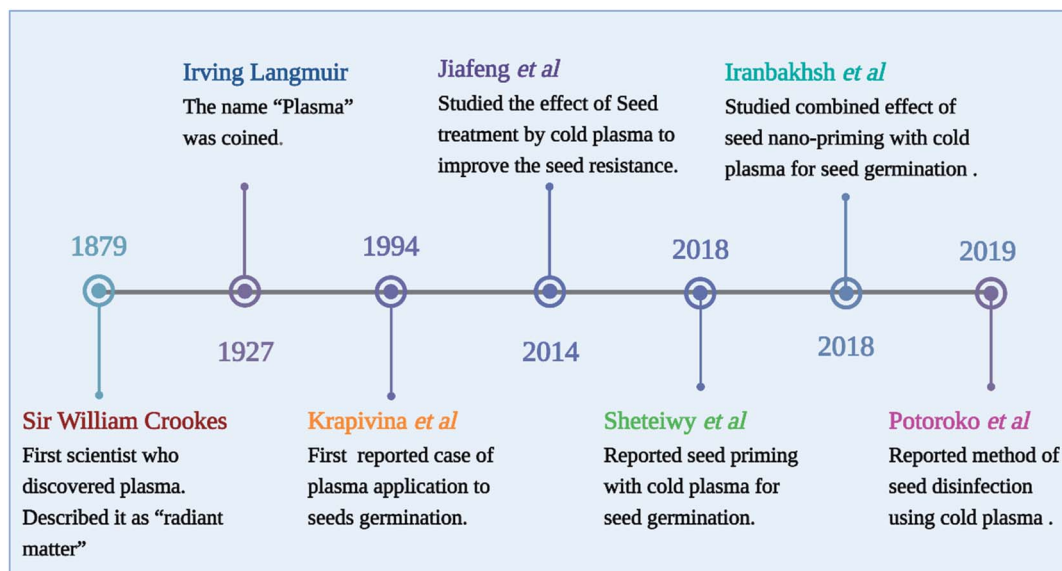 Irving Langmuir
The name “Plasma”
was coined.
Jiafeng et al
Studied the effect of Seed
treatment by cold plasma to
improve the seed resistance.
Iranbakhsh et al
Studied combined effect of
seed nano-priming with cold
plasma for seed germination .
1879
1994
2018
2019
1927
2014
2018
Sir William Crookes
First scientist who
discovered plasma.
Described it as “radiant
matter”
Krapivina et al
First reported case of
plasma application to
seeds germination.
Sheteiwy et al
Reported seed priming
with cold plasma for
seed germination.
Potoroko et al
Reported method of
seed disinfection
using cold plasma .